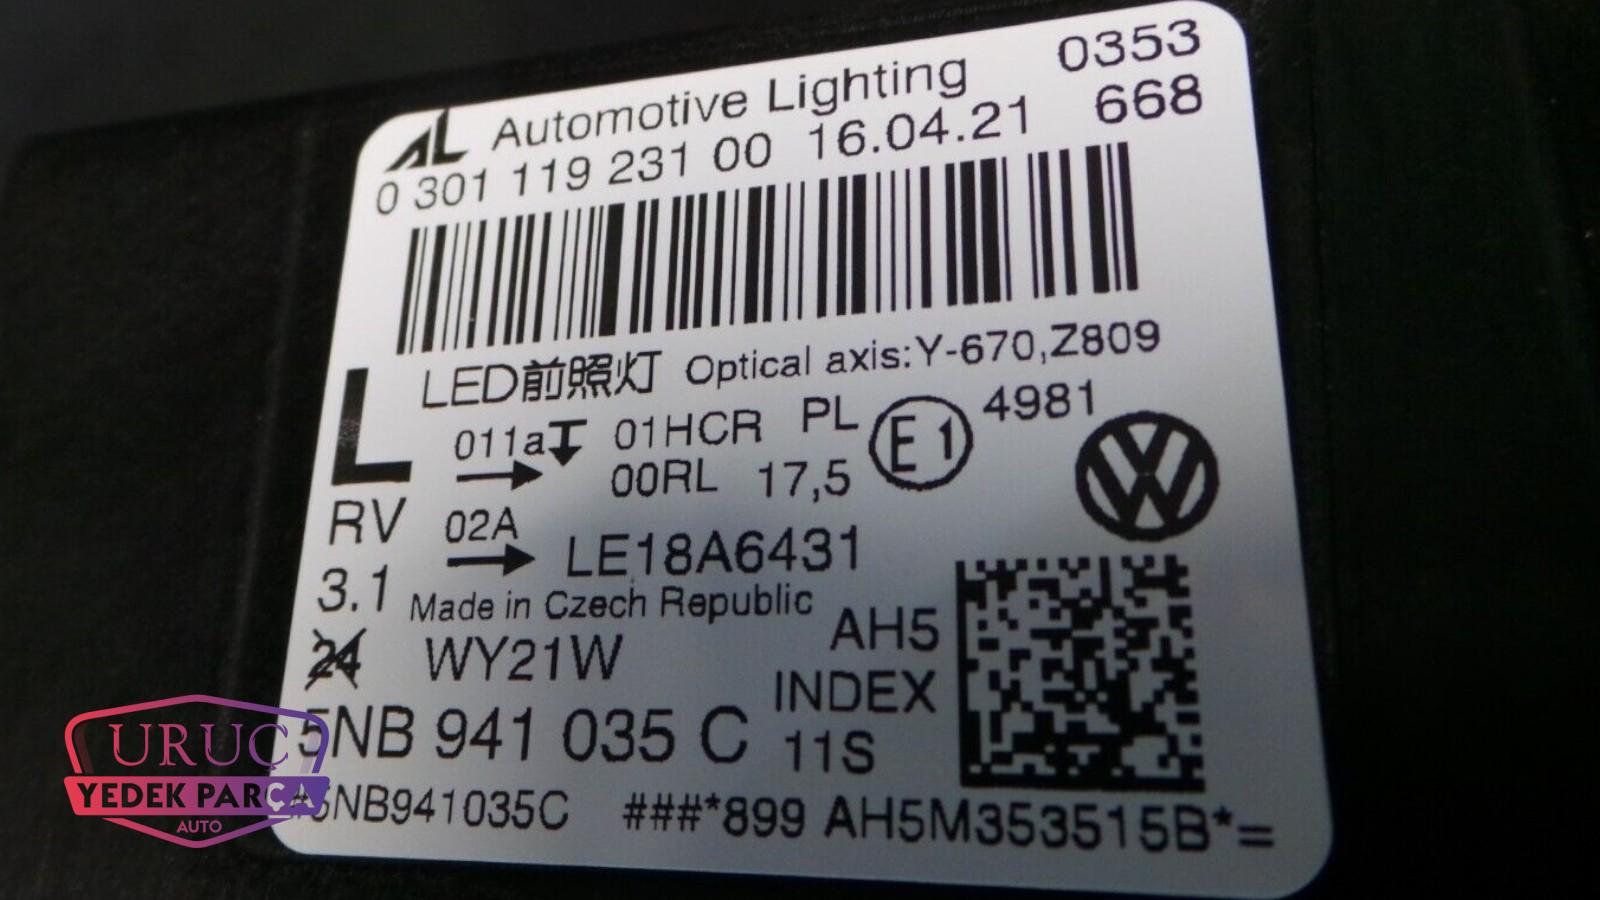 AL Automotive Lighting 0353
0 301 119 231 00 16.04.21 668
LED前照灯 Optical axis:Y-670,Z809
L
011a 01HCR PL E1 4981
00RL 17,5
RV 02A LE18A6431
3.1 Made in Czech Republic
24 WY21W AH5
INDEX
5NB 941 035 C 11S
#5NB941035C ###*899 AH5M353515B*=
URUÇ
YEDEK PARÇA
AUTO